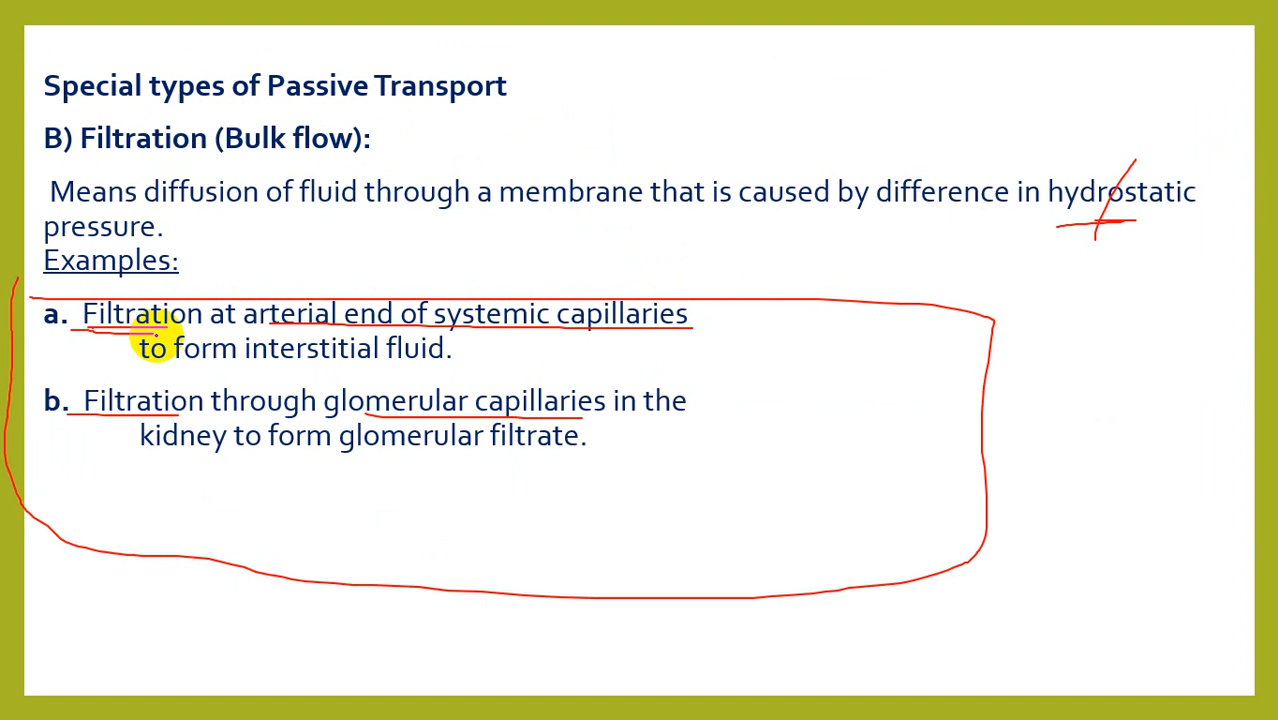 Special types of Passive Transport
B) Filtration (Bulk flow):
Means diffusion of fluid through a membrane that is caused by difference in hydrostatic
pressure.
Examples:
a. Filtration at arterial end of systemic capillaries
to form interstitial fluid.
b. Filtration through glomerular capillaries in the
kidney to form glomerular filtrate.